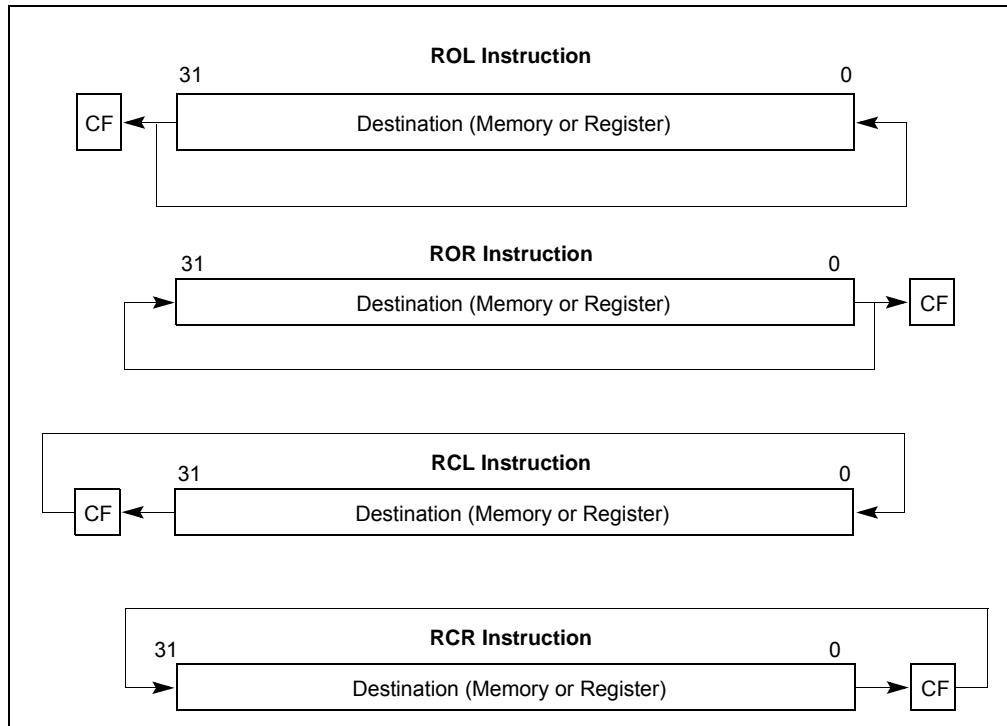 ROL Instruction
31 0
CF Destination (Memory or Register)
ROR Instruction
31 0
Destination (Memory or Register) CF
RCL Instruction
31 0
CF Destination (Memory or Register)
RCR Instruction
31 0
Destination (Memory or Register) CF